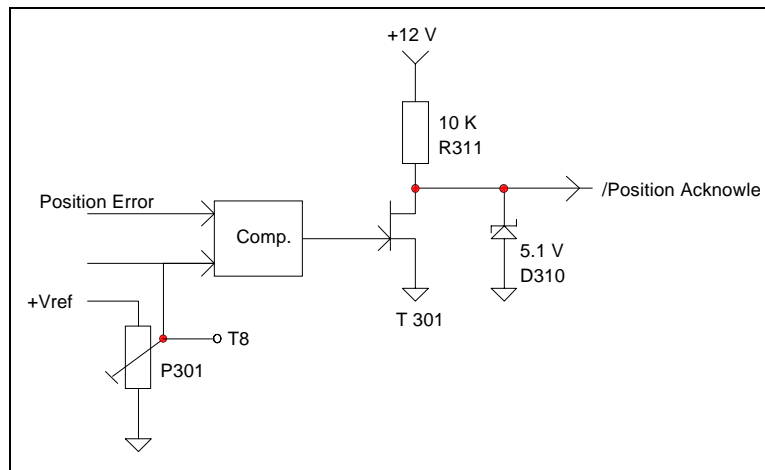 +12 V
10 K
R311
/Position Acknowle
Position Error
Comp.
5.1 V
D310
+Vref
T 301
T8
P301